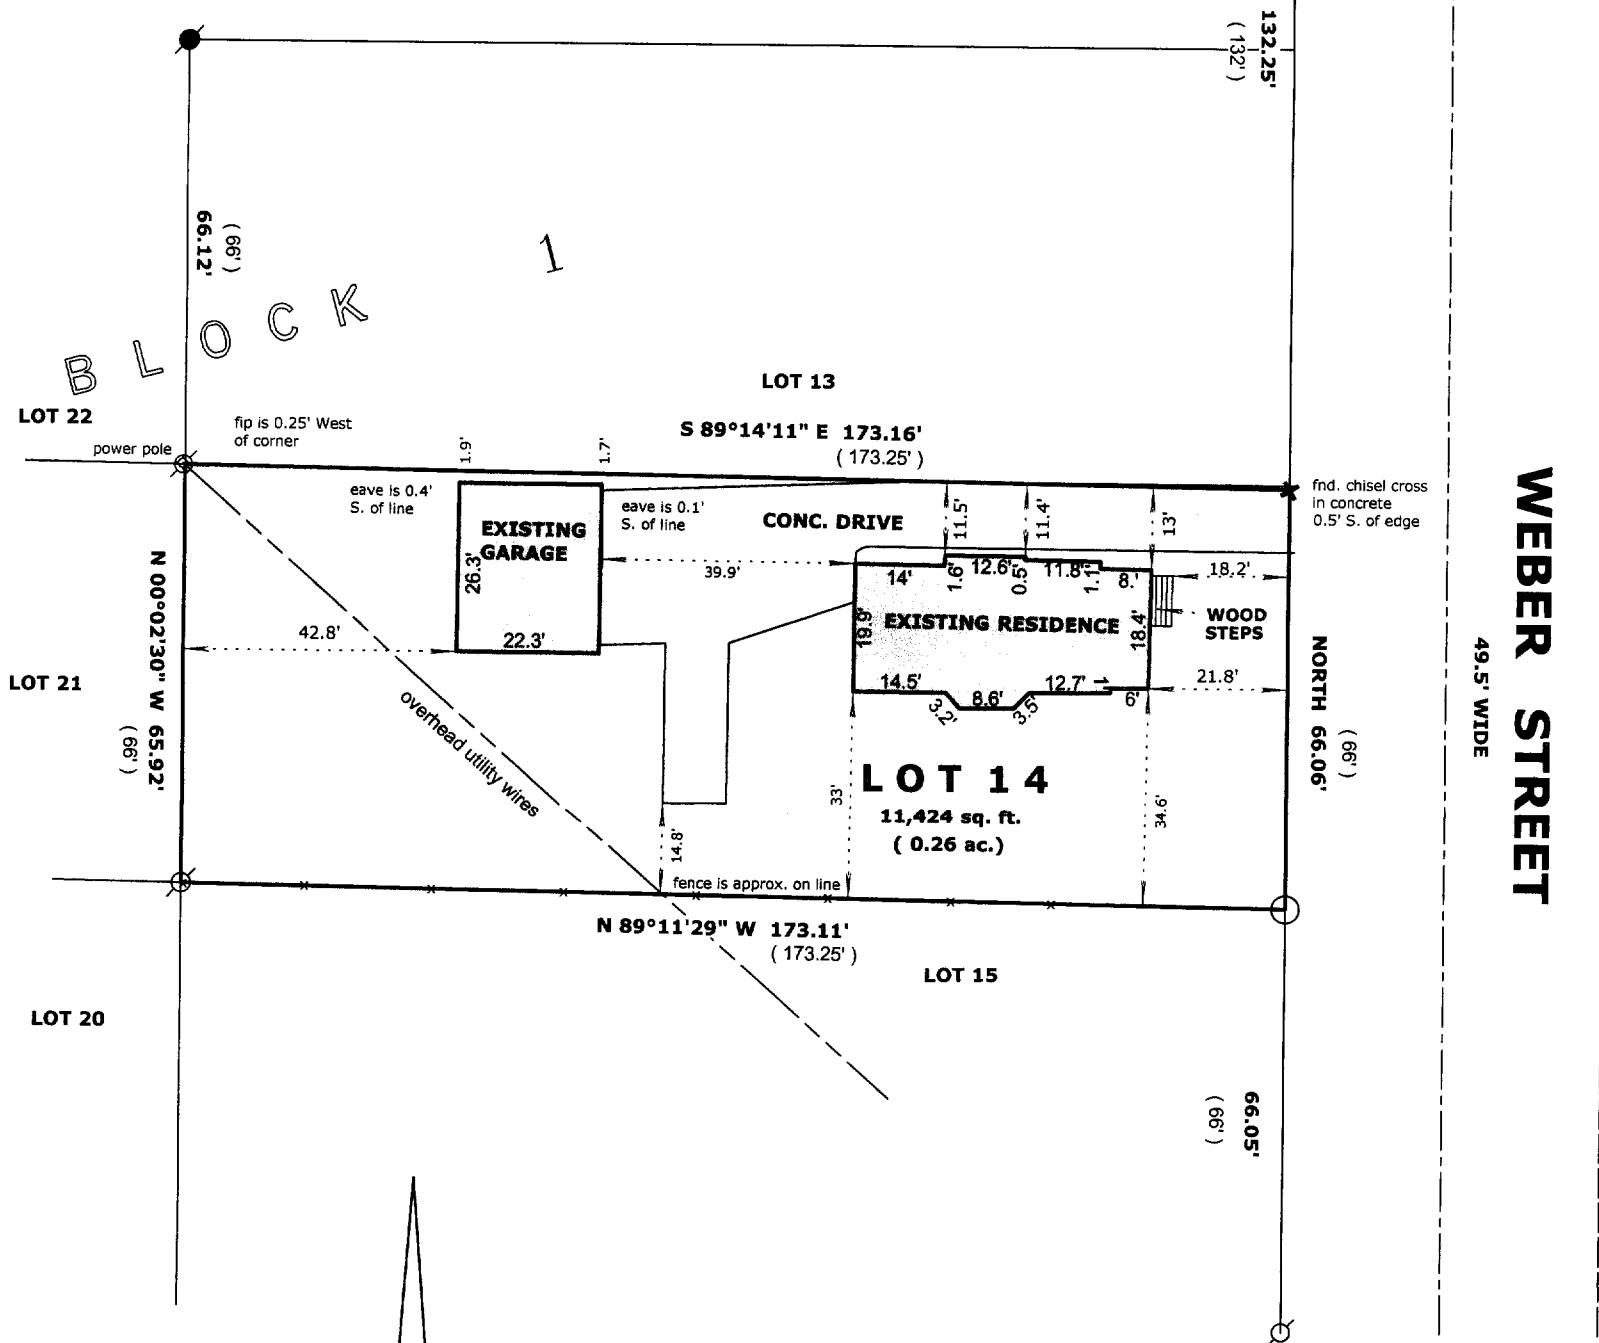 132.25'
( 132' )
66.12'
( 66' )
BLOCK 1
LOT 13
LOT 22
fip is 0.25' West
of corner
power pole
1.9'
1.7'
S 89°14'11" E 173.16'
( 173.25' )
eave is 0.4'
S. of line
eave is 0.1'
S. of line
CONC. DRIVE
11.5'
11.4'
13'
fnd. chisel cross
in concrete
0.5' S. of edge
EXISTING
GARAGE
26.3'
22.3'
39.9'
14'
1.6'
12.6'
0.5'
11.8'
1.1'
8.'
18.2'
WOOD
STEPS
EXISTING RESIDENCE
19.9'
18.4'
42.8'
14.5'
3.2'
8.6'
3.5'
12.7'
1'
6'
21.8'
N 00°02'30" W 65.92'
( 66' )
LOT 21
overhead utility wires
NORTH 66.06'
( 66' )
49.5' WIDE
WEBER STREET
LOT 14
11,424 sq. ft.
( 0.26 ac.)
33'
34.6'
14.8'
fence is approx. on line
N 89°11'29" W 173.11'
( 173.25' )
LOT 15
LOT 20
66.05'
( 66' )